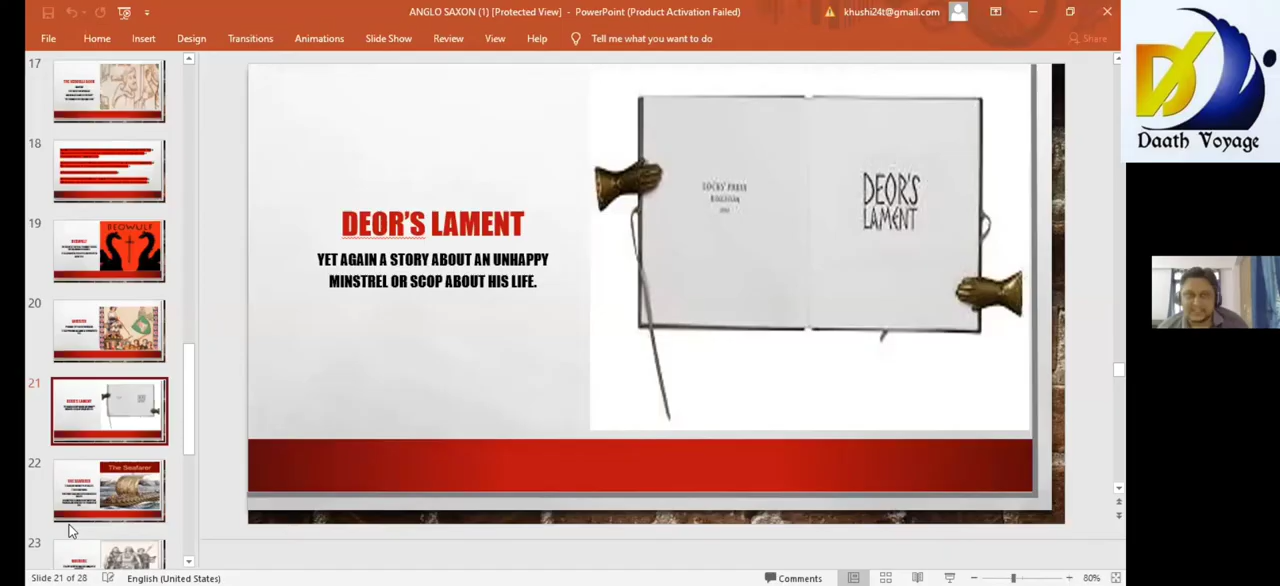 ANGLO SAXON (1) [Protected View] - PowerPoint (Product Activation Failed)
khushi24t@gmail.com
File Home Insert Design Transitions Animations Slide Show Review View Help Tell me what you want to do Share
17
18
19
BEOWULF
20
21
22
The Seafarer
23
DEOR'S LAMENT
YET AGAIN A STORY ABOUT AN UNHAPPY
MINSTREL OR SCOP ABOUT HIS LIFE.
DEOR'S
LAMENT
Daath Voyage
Slide 21 of 28 English (United States) Comments 80%